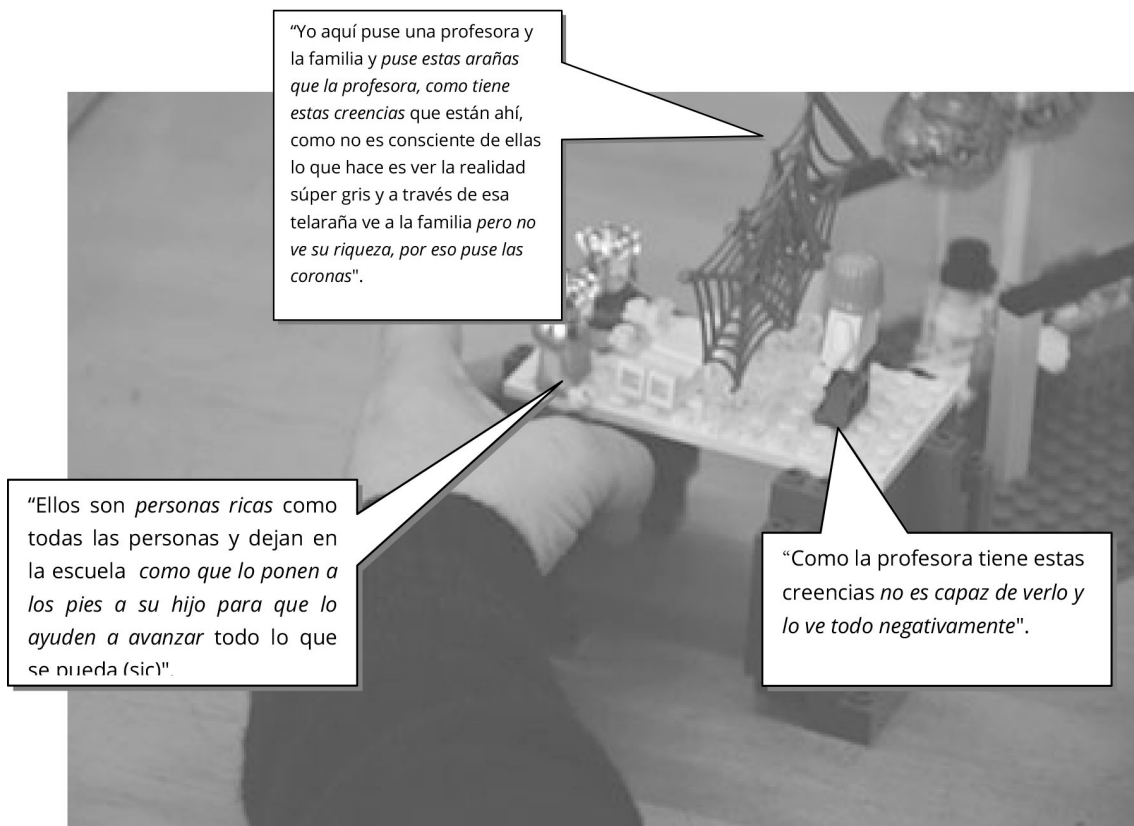 “Yo aquí puse una profesora y
la familia y puse estas arañas
que la profesora, como tiene
estas creencias que están ahí,
como no es consciente de ellas
lo que hace es ver la realidad
súper gris y a través de esa
telaraña ve a la familia pero no
ve su riqueza, por eso puse las
coronas".
“Ellos son personas ricas como
todas las personas y dejan en
la escuela como que lo ponen a
los pies a su hijo para que lo
ayuden a avanzar todo lo que
se pueda (sic)".
“Como la profesora tiene estas
creencias no es capaz de verlo y
lo ve todo negativamente".